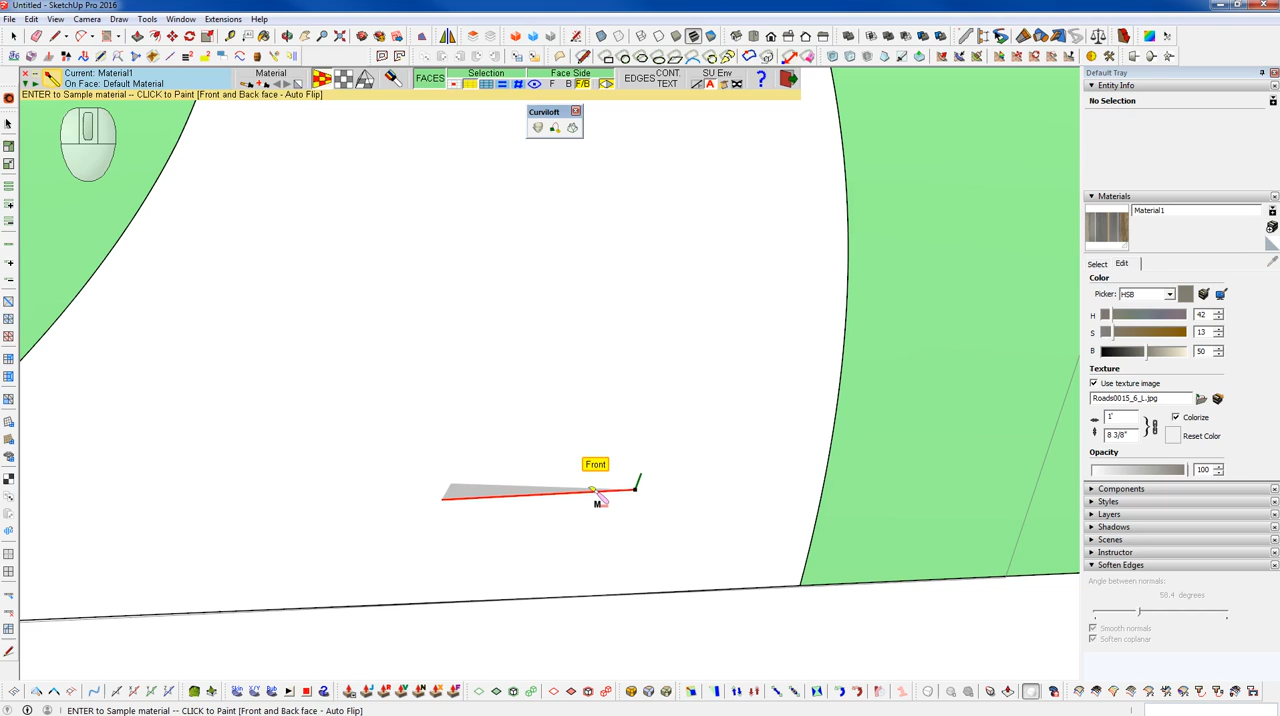 Untitled - SketchUp Pro 2016
File Edit View Camera Draw Tools Window Extensions Help
Current: Material1
On Face: Default Material
Material
FACES
Selection
Face Side
F B F/B
EDGES
CONT.
TEXT
SU Env
A
?
ENTER to Sample material -- CLICK to Paint [Front and Back face - Auto Flip]
Curviloft
Front
M
Default Tray
Entity Info
No Selection
Materials
Material1
Select Edit
Color
Picker: HSB
H 42
S 13
B 50
Texture
Use texture image
Roads0015_6_L.jpg
1'
Colorize
8 3/8"
Reset Color
Opacity
100
Components
Styles
Layers
Shadows
Scenes
Instructor
Soften Edges
Angle between normals:
58.4 degrees
Smooth normals
Soften coplanar
ENTER to Sample material -- CLICK to Paint [Front and Back face - Auto Flip]